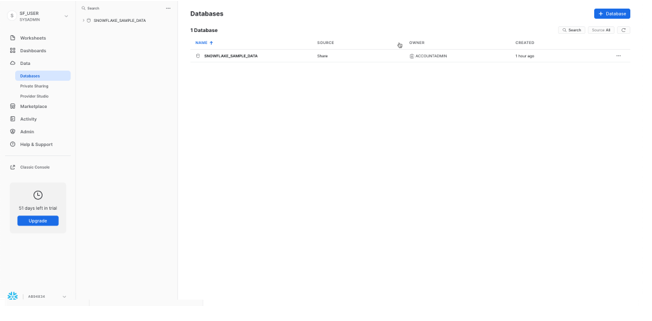 SF_USER
SYSADMIN
Worksheets
Dashboards
Data
Databases
Private Sharing
Provider Studio
Marketplace
Activity
Admin
Help & Support
Classic Console
51 days left in trial
Upgrade
Search
SNOWFLAKE_SAMPLE_DATA
Databases
+ Database
1 Database
Search
Source All
NAME SOURCE OWNER CREATED
SNOWFLAKE_SAMPLE_DATA Share ACCOUNTADMIN 1 hour ago